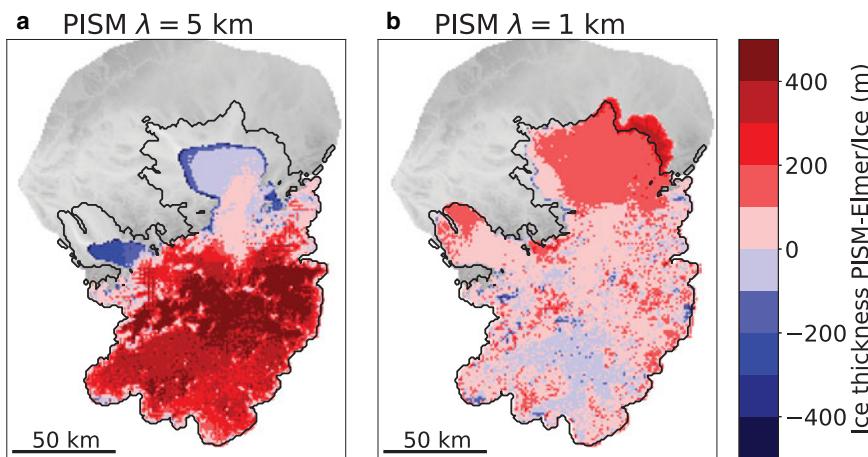 a PISM λ = 5 km
b PISM λ = 1 km
400
200
0
−200
−400
Ice thickness PISM-Elmer/Ice (m)
50 km
50 km